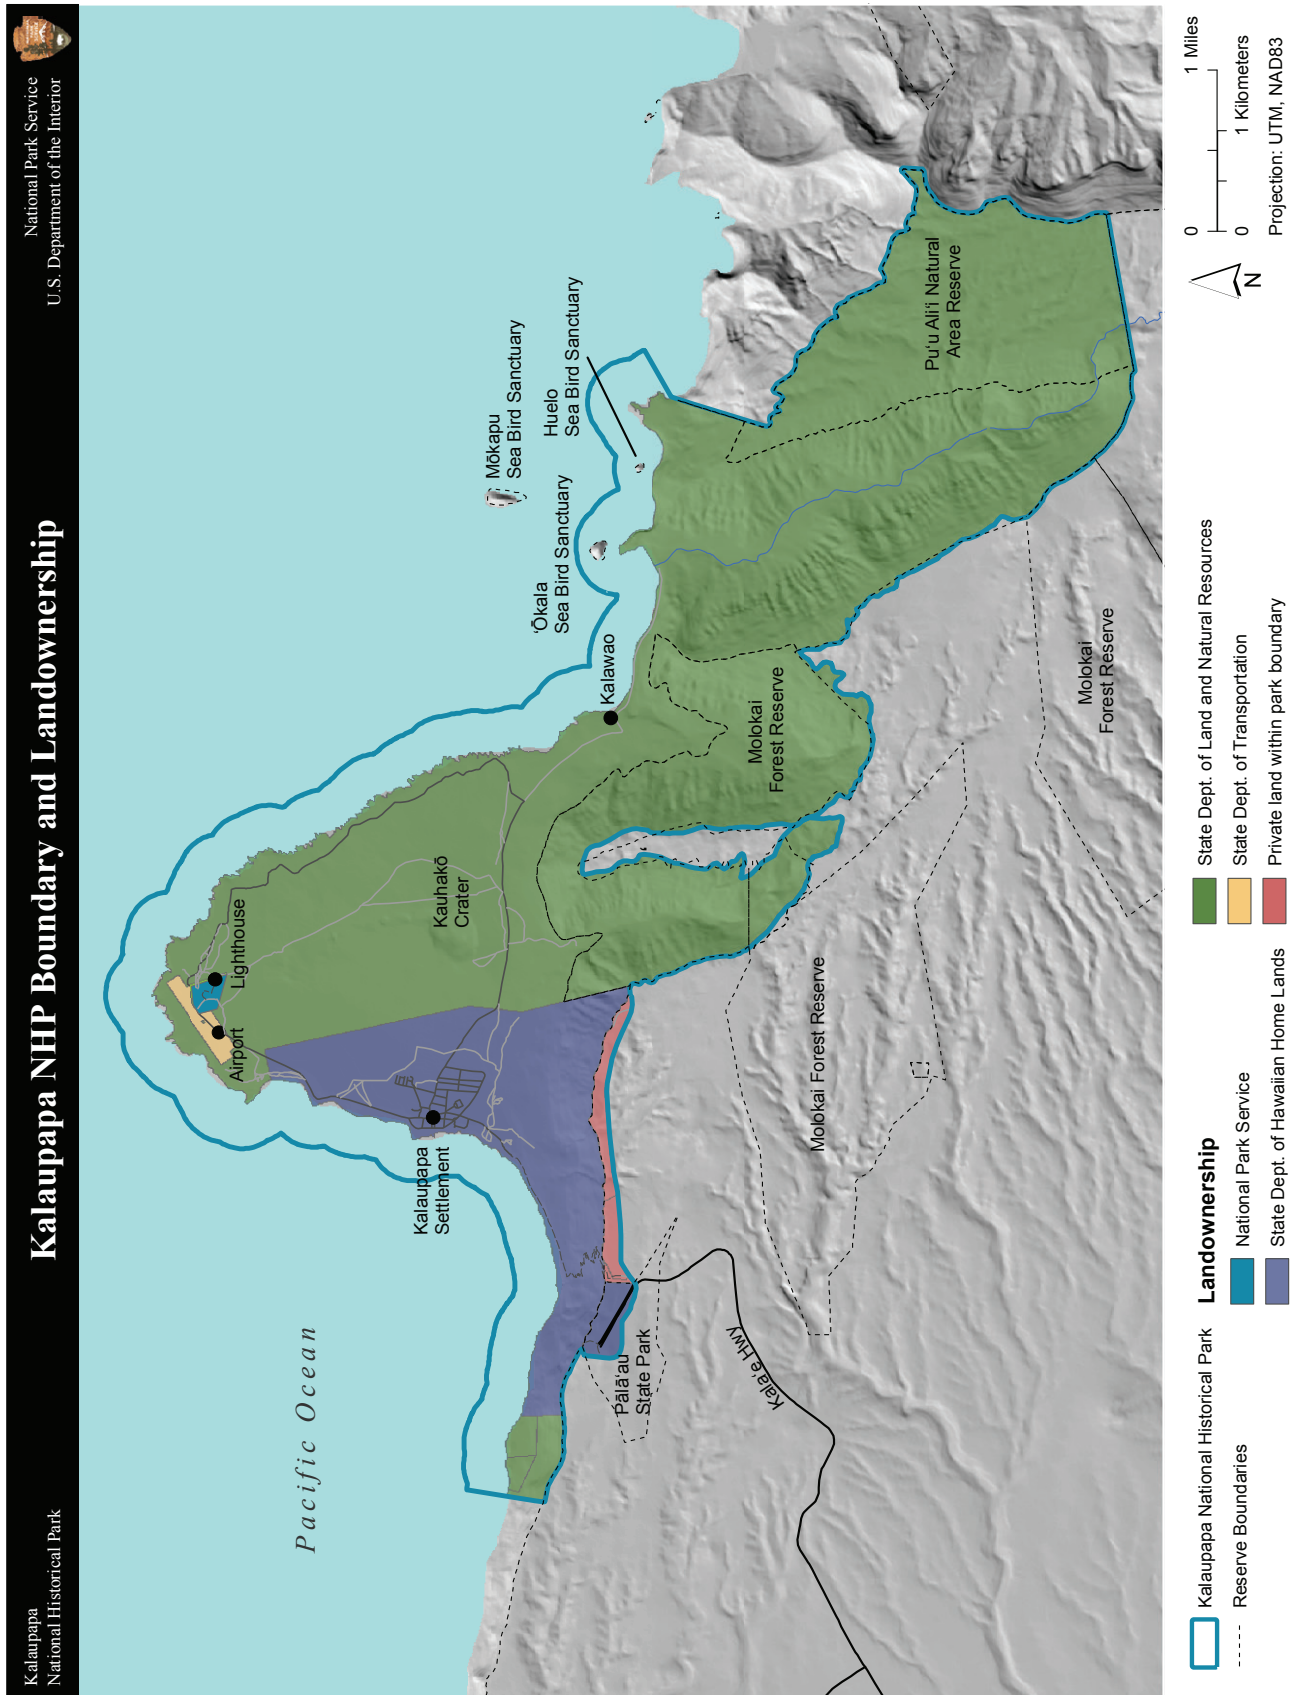 Kalaupapa
National Historical Park
Kalaupapa NHP Boundary and Landownership
National Park Service
U.S. Department of the Interior
Pacific Ocean
Airport
Lighthouse
Kalaupapa
Settlement
Kauhakō
Crater
Kalawao
ʻŌkala
Sea Bird Sanctuary
Mōkapu
Sea Bird Sanctuary
Huelo
Sea Bird Sanctuary
Pālāʻau
State Park
Kalaʻe Hwy
Molokai Forest Reserve
Molokai
Forest Reserve
Molokai
Forest Reserve
Puʻu Aliʻi Natural
Area Reserve
Kalaupapa National Historical Park
Reserve Boundaries
Landownership
National Park Service
State Dept. of Hawaiian Home Lands
State Dept. of Land and Natural Resources
State Dept. of Transportation
Private land within park boundary
N
0 1 Miles
0 1 Kilometers
Projection: UTM, NAD83